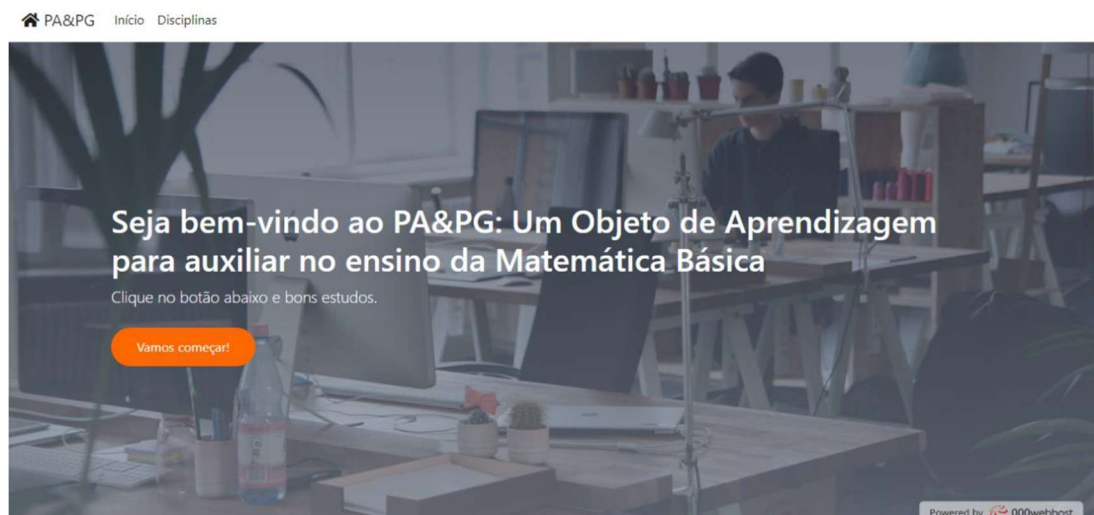 PA&PG Início Disciplinas
Seja bem-vindo ao PA&PG: Um Objeto de Aprendizagem
para auxiliar no ensino da Matemática Básica
Clique no botão abaixo e bons estudos.
Vamos começar!
Powered by 000webhost